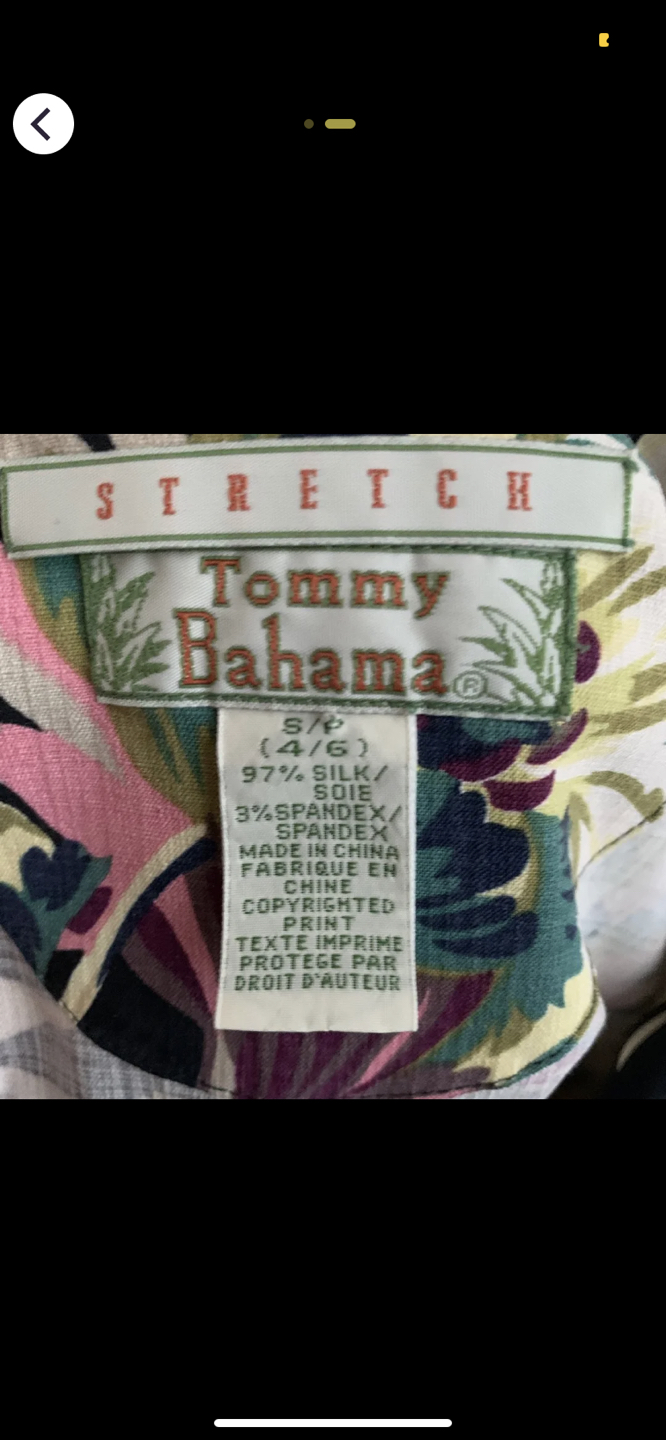 STRETCH
Tommy
Bahama®
S/P
(4/6)
97% SILK/
SOIE
3%SPANDEX/
SPANDEX
MADE IN CHINA
FABRIQUE EN
CHINE
COPYRIGHTED
PRINT
TEXTE IMPRIME
PROTEGE PAR
DROIT D'AUTEUR